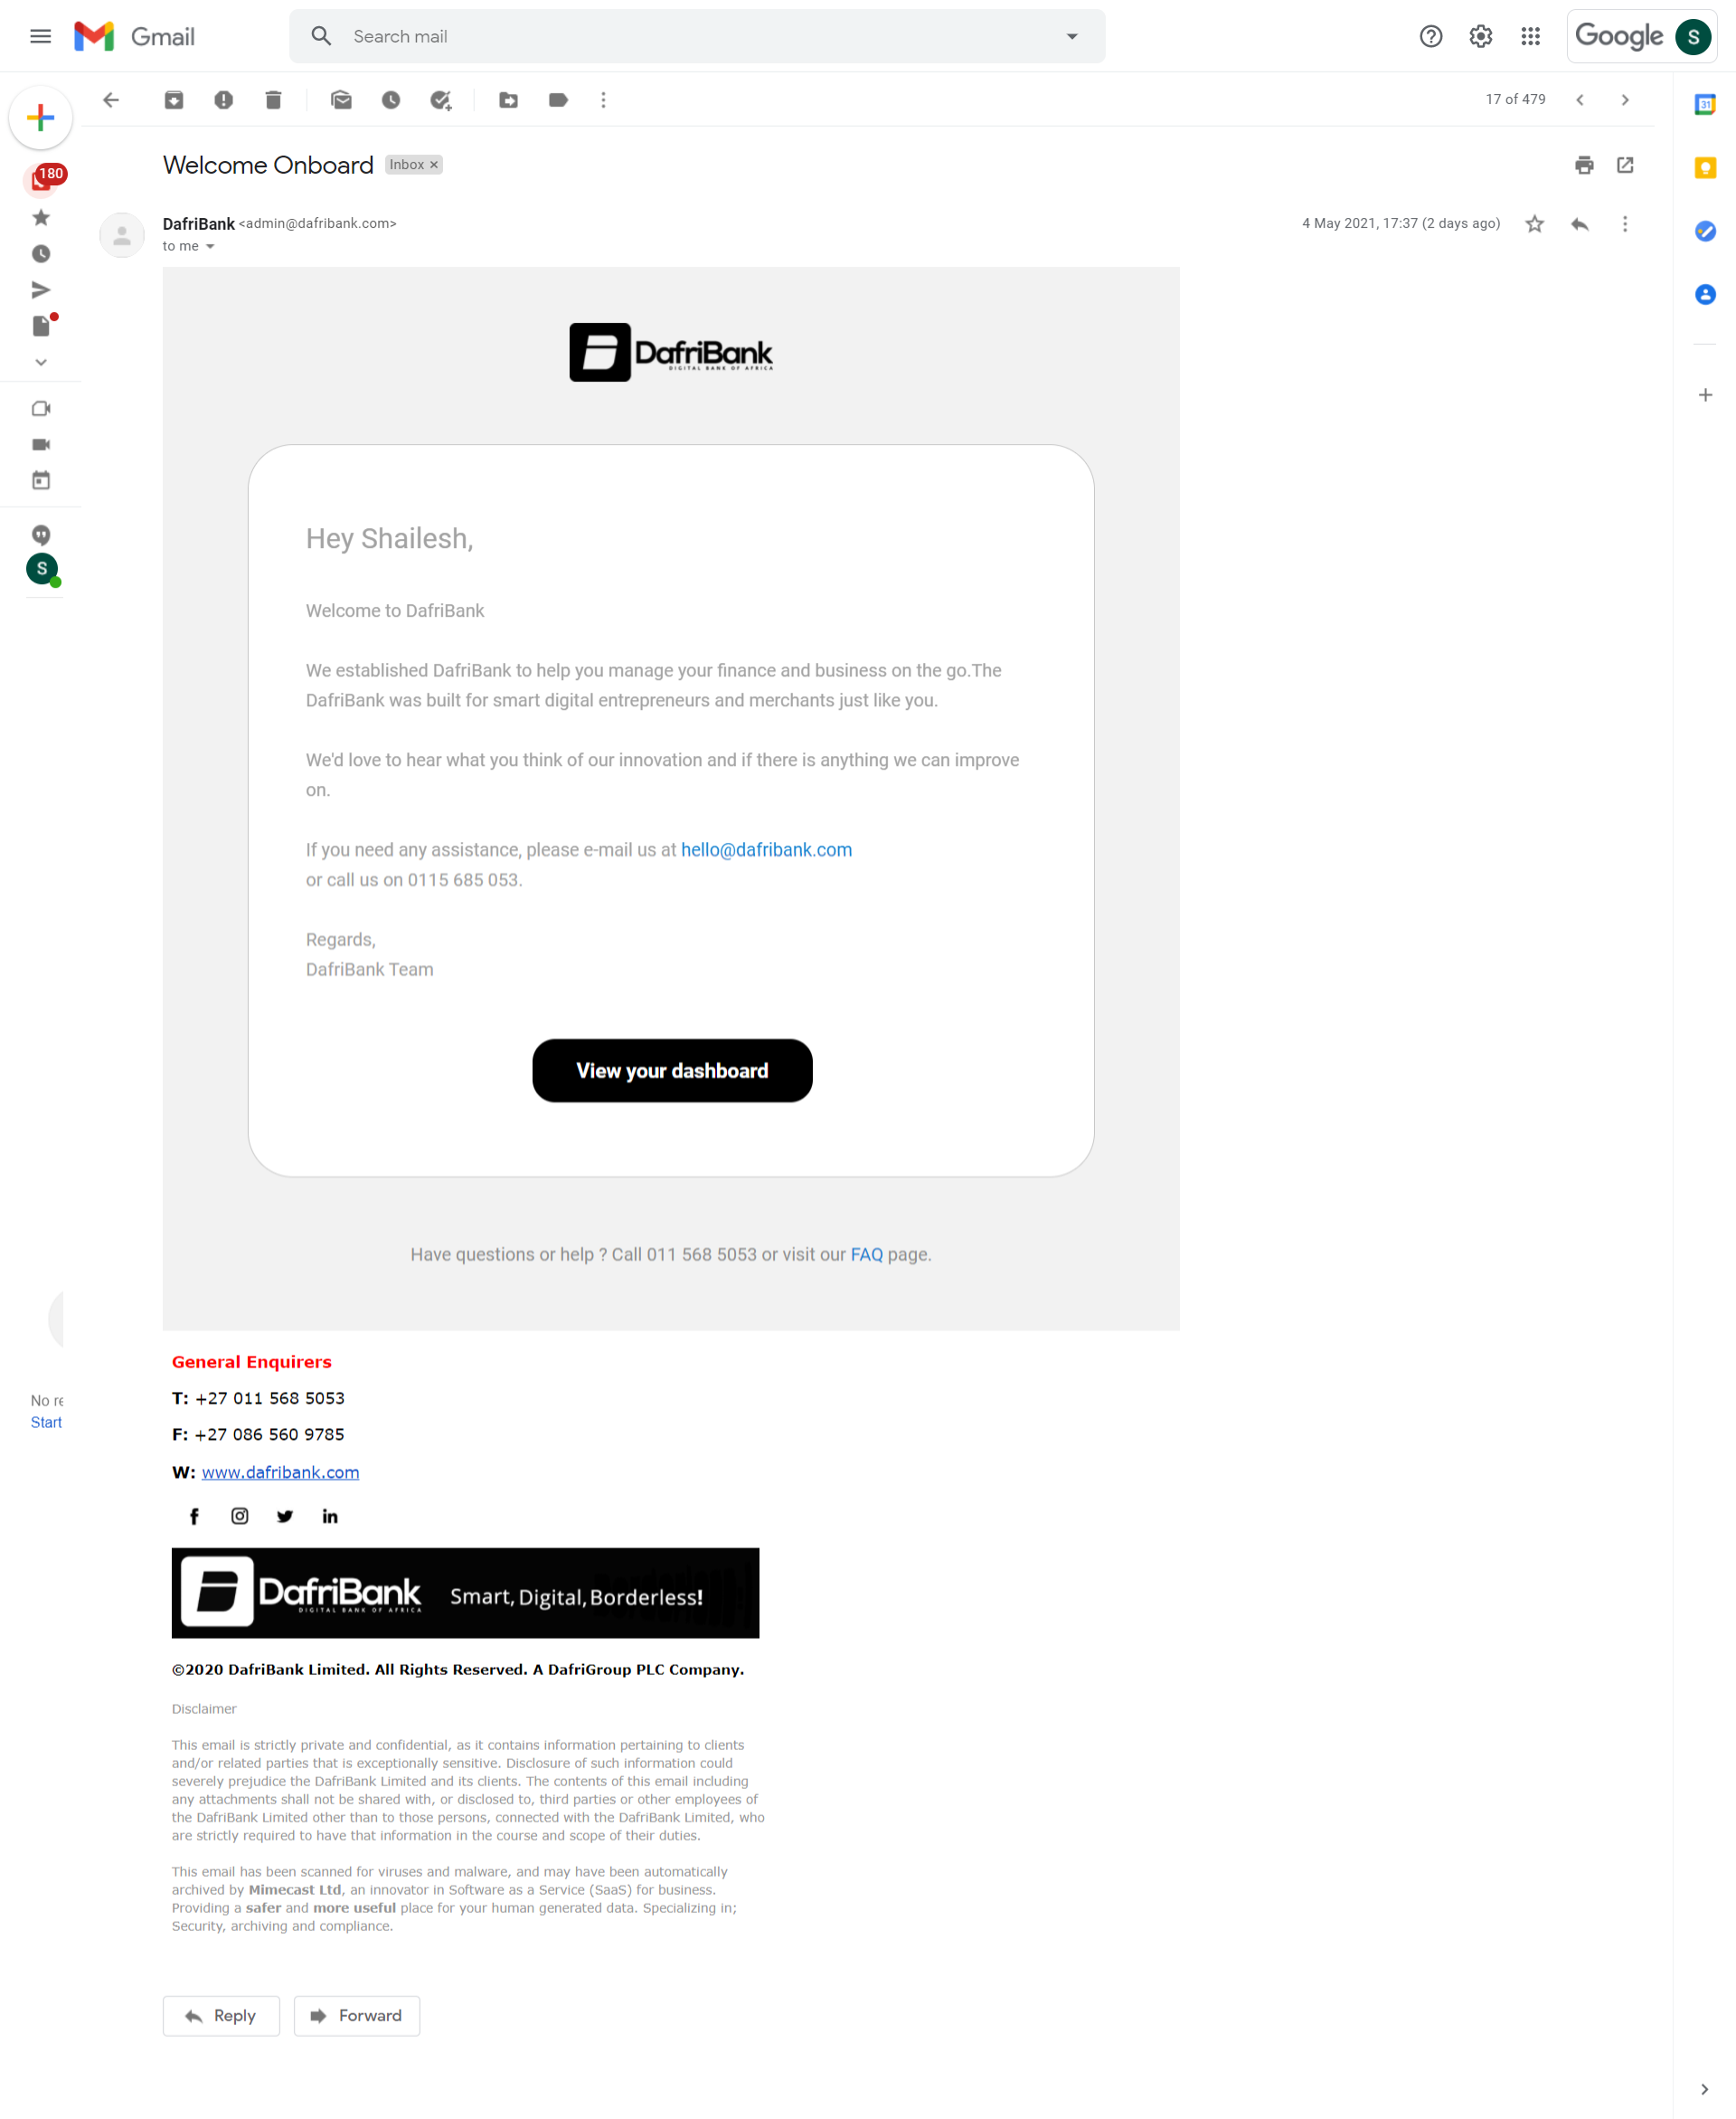 Gmail
Search mail
Google
S
17 of 479
31
180
Welcome Onboard Inbox ×
DafriBank <admin@dafribank.com>
4 May 2021, 17:37 (2 days ago)
to me
DafriBank
DIGITAL BANK OF AFRICA
S
Hey Shailesh,
Welcome to DafriBank
We established DafriBank to help you manage your finance and business on the go.The
DafriBank was built for smart digital entrepreneurs and merchants just like you.
We'd love to hear what you think of our innovation and if there is anything we can improve
on.
If you need any assistance, please e-mail us at hello@dafribank.com
or call us on 0115 685 053.
Regards,
DafriBank Team
View your dashboard
Have questions or help ? Call 011 568 5053 or visit our FAQ page.
General Enquirers
T: +27 011 568 5053
No re
Start
F: +27 086 560 9785
W: www.dafribank.com
DafriBank Smart, Digital, Borderless!
DIGITAL BANK OF AFRICA
©2020 DafriBank Limited. All Rights Reserved. A DafriGroup PLC Company.
Disclaimer
This email is strictly private and confidential, as it contains information pertaining to clients
and/or related parties that is exceptionally sensitive. Disclosure of such information could
severely prejudice the DafriBank Limited and its clients. The contents of this email including
any attachments shall not be shared with, or disclosed to, third parties or other employees of
the DafriBank Limited other than to those persons, connected with the DafriBank Limited, who
are strictly required to have that information in the course and scope of their duties.
This email has been scanned for viruses and malware, and may have been automatically
archived by Mimecast Ltd, an innovator in Software as a Service (SaaS) for business.
Providing a safer and more useful place for your human generated data. Specializing in;
Security, archiving and compliance.
Reply
Forward